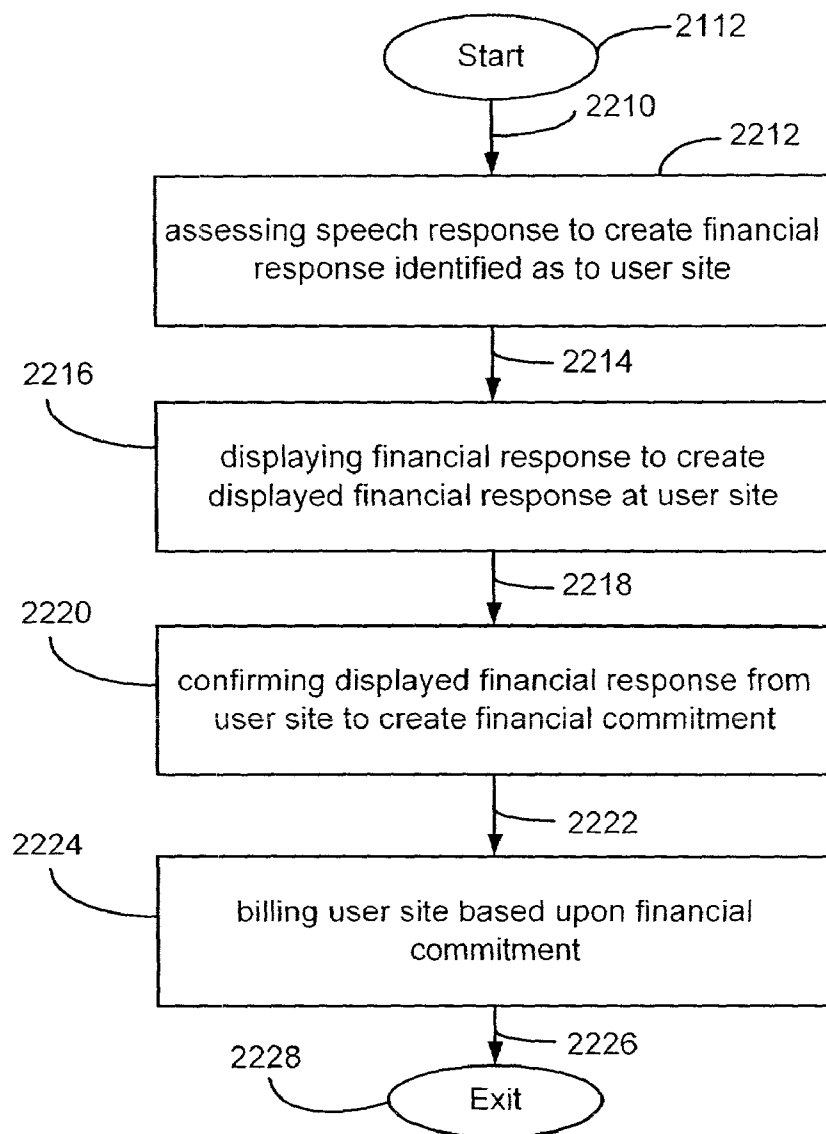 Start
2112
2210
2212
assessing speech response to create financial
response identified as to user site
2214
2216
displaying financial response to create
displayed financial response at user site
2218
2220
confirming displayed financial response from
user site to create financial commitment
2222
2224
billing user site based upon financial
commitment
2226
2228
Exit